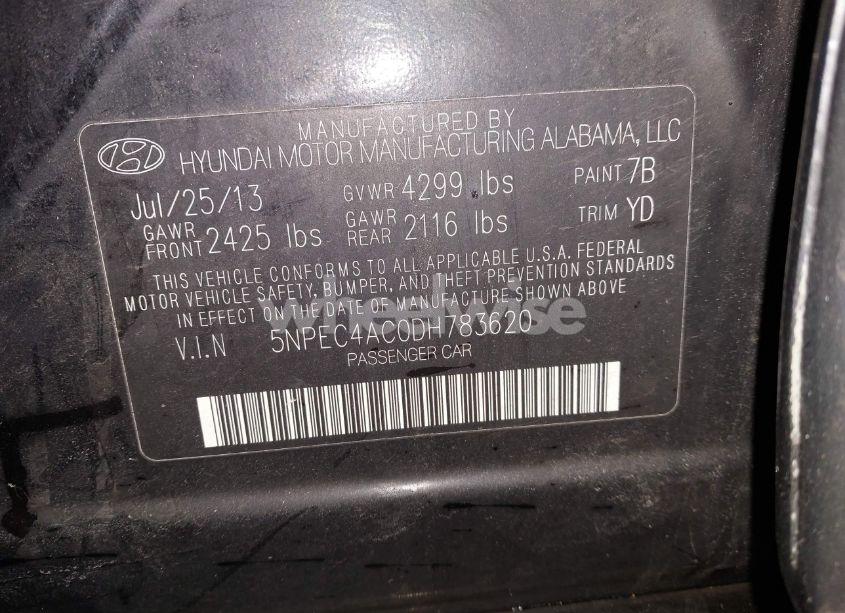 MANUFACTURED BY
HYUNDAI MOTOR MANUFACTURING ALABAMA, LLC
Jul/25/13 GVWR 4299 lbs PAINT 7B
GAWR FRONT 2425 lbs GAWR REAR 2116 lbs TRIM YD
THIS VEHICLE CONFORMS TO ALL APPLICABLE U.S.A. FEDERAL
MOTOR VEHICLE SAFETY, BUMPER, AND THEFT PREVENTION STANDARDS
IN EFFECT ON THE DATE OF MANUFACTURE SHOWN ABOVE
V.I.N 5NPEC4AC0DH783620
PASSENGER CAR
wheelwise